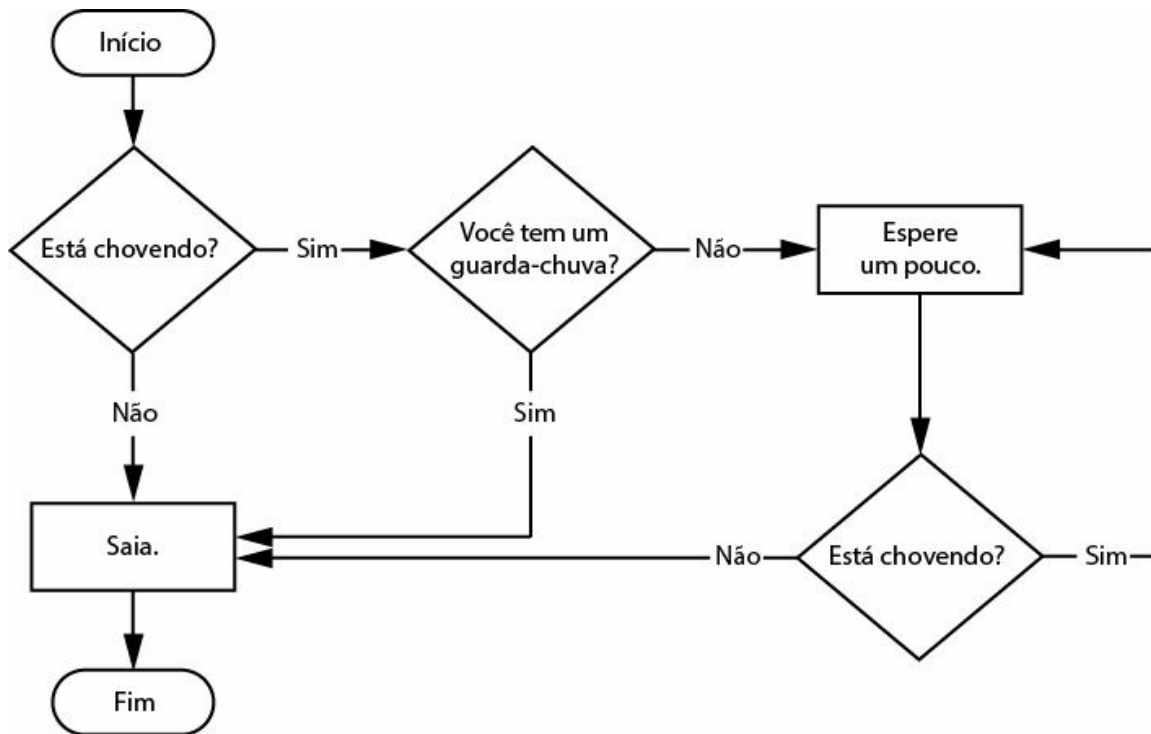 Início
Está chovendo?
Sim
Você tem um
guarda-chuva?
Não
Espere
um pouco.
Não
Sim
Saia.
Não
Está chovendo?
Sim
Fim